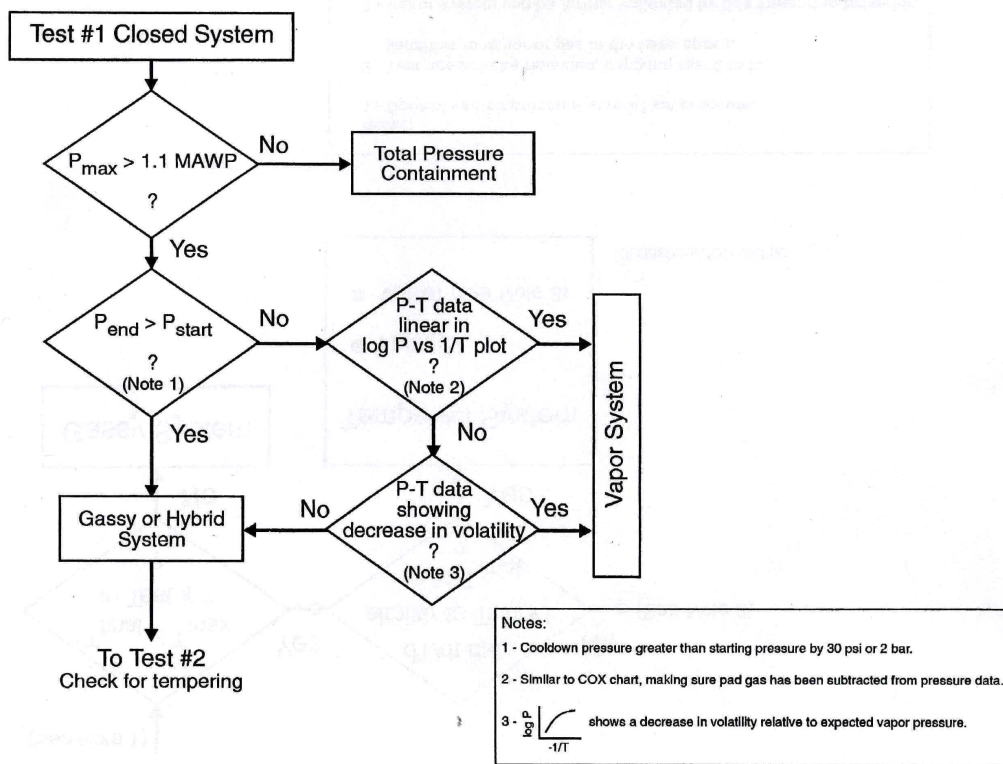 Test #1 Closed System
Pmax > 1.1 MAWP
?
No
Total Pressure
Containment
Yes
Pend > Pstart
?
(Note 1)
No
P-T data
linear in
log P vs 1/T plot
?
(Note 2)
Yes
Vapor System
Yes
No
Gassy or Hybrid
System
No
P-T data
showing
decrease in volatility
?
(Note 3)
Yes
To Test #2
Check for tempering
Notes:
1 - Cooldown pressure greater than starting pressure by 30 psi or 2 bar.
2 - Similar to COX chart, making sure pad gas has been subtracted from pressure data.
3 - log P -1/T shows a decrease in volatility relative to expected vapor pressure.